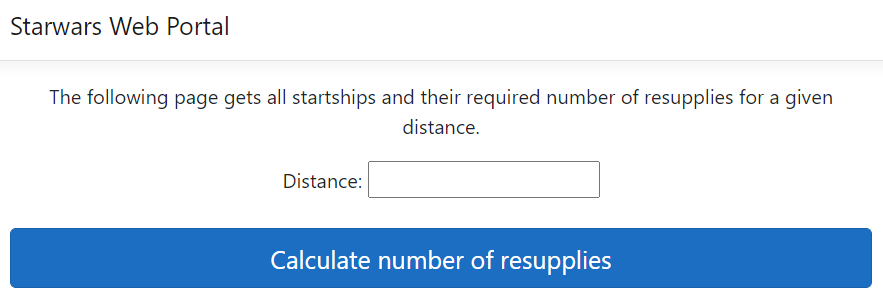 Starwars Web Portal
The following page gets all startships and their required number of resupplies for a given
distance.
Distance:
Calculate number of resupplies